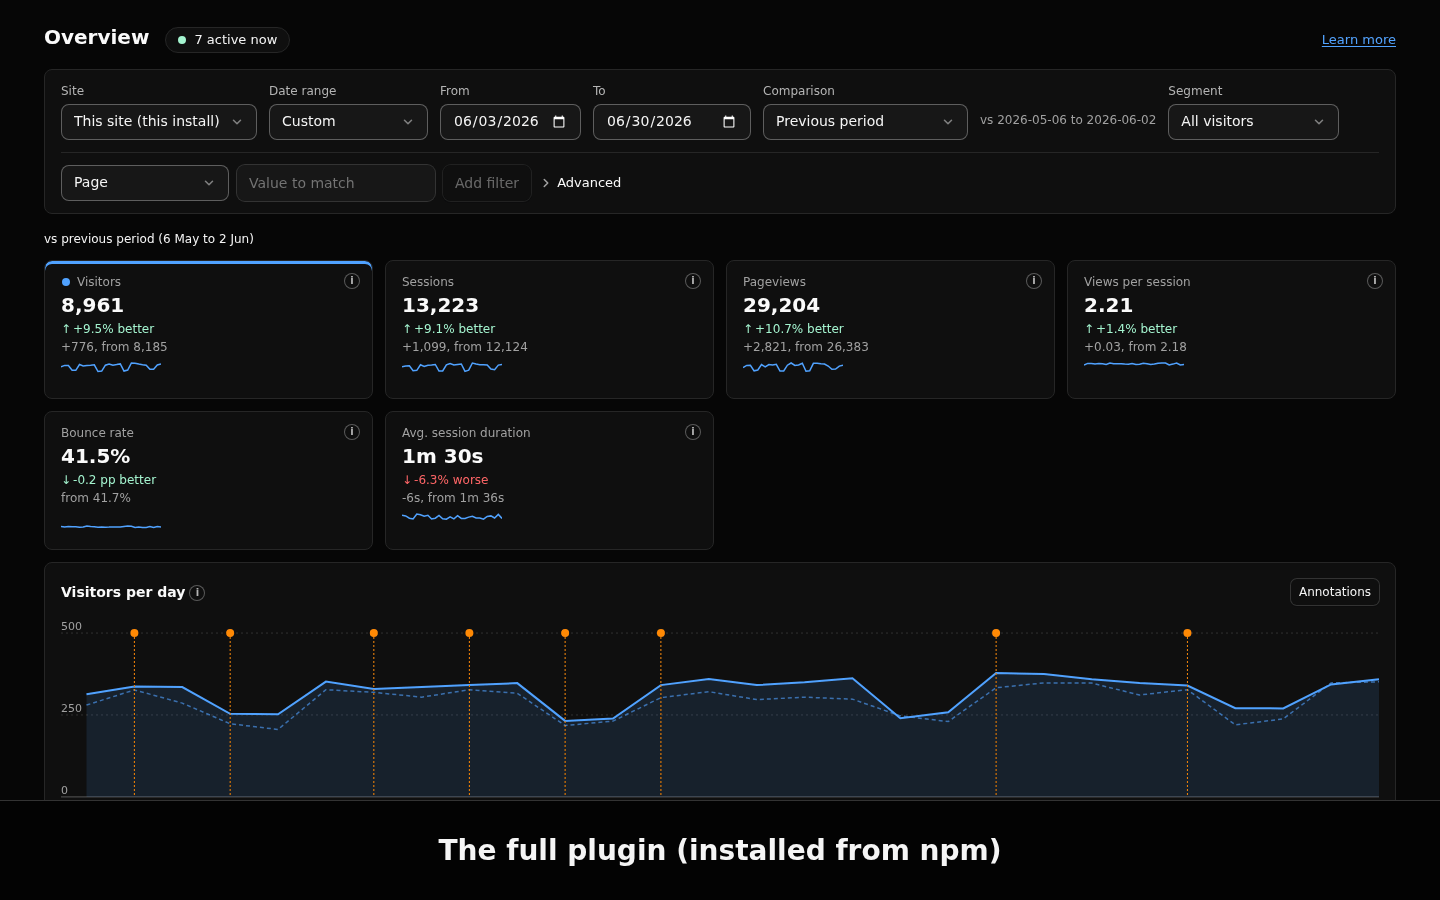 Overview
7 active now
Learn more
Site
Date range
From
To
Comparison
Segment
This site (this install)
Custom
06/03/2026
06/30/2026
Previous period
vs 2026-05-06 to 2026-06-02
All visitors
Page
Value to match
Add filter
Advanced
vs previous period (6 May to 2 Jun)
Visitors
i
8,961
↑ +9.5% better
+776, from 8,185
Sessions
i
13,223
↑ +9.1% better
+1,099, from 12,124
Pageviews
i
29,204
↑ +10.7% better
+2,821, from 26,383
Views per session
i
2.21
↑ +1.4% better
+0.03, from 2.18
Bounce rate
i
41.5%
↓ -0.2 pp better
from 41.7%
Avg. session duration
i
1m 30s
↓ -6.3% worse
-6s, from 1m 36s
Visitors per day i
Annotations
500
250
0
The full plugin (installed from npm)